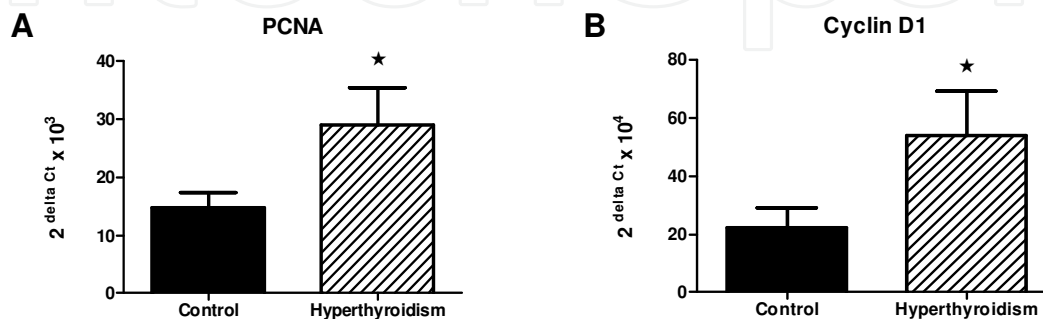 A
PCNA
2 delta Ct x 10³
40
30
20
10
0
Control
Hyperthyroidism
B
Cyclin D1
2 delta Ct x 10⁴
80
60
40
20
0
Control
Hyperthyroidism